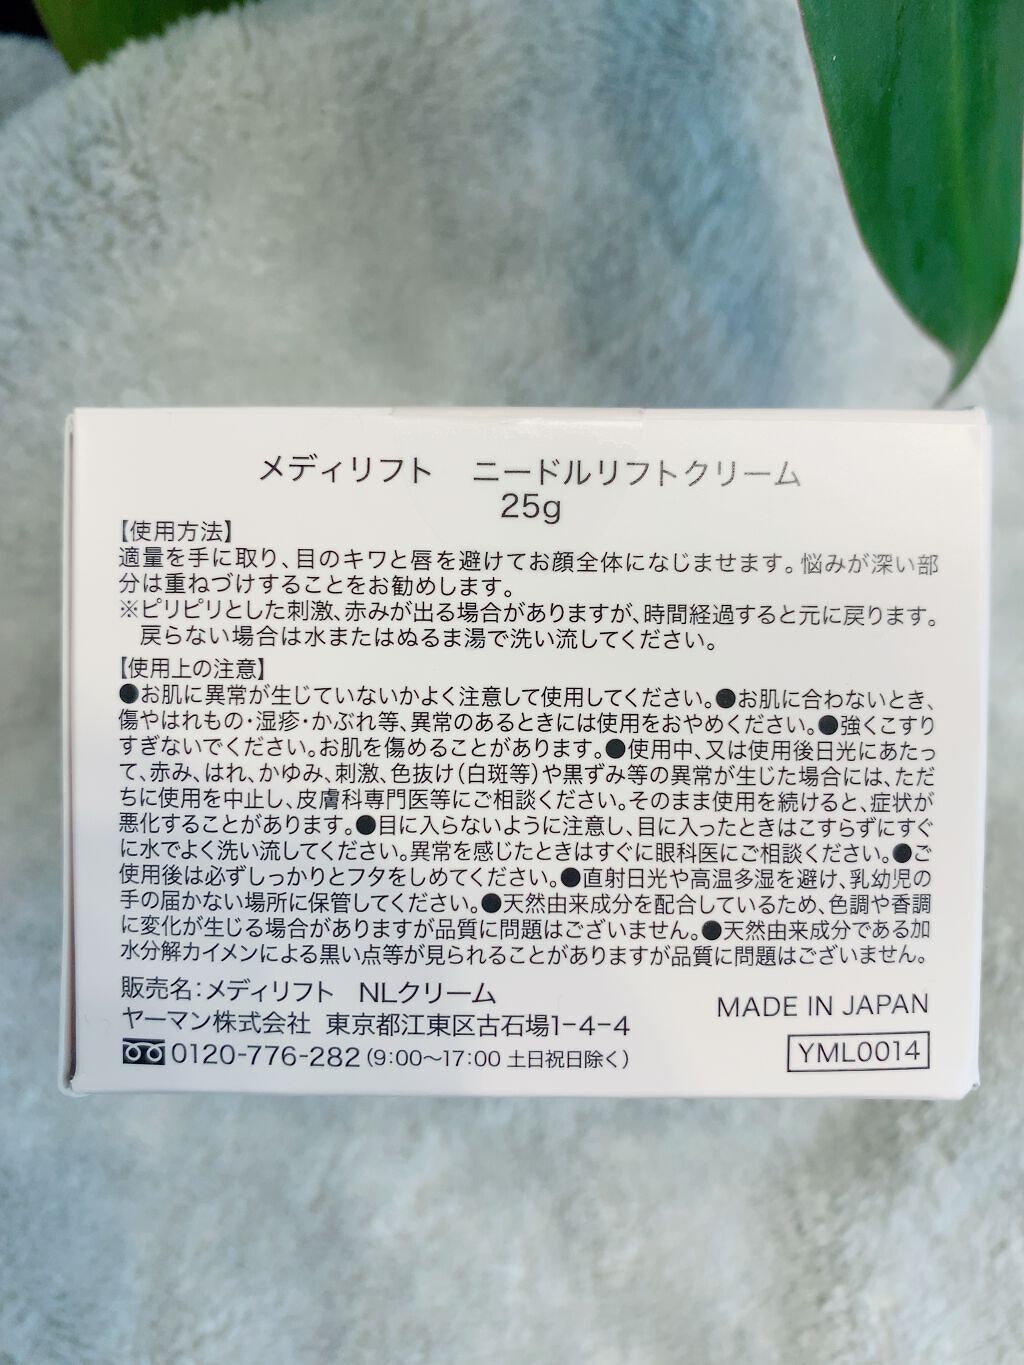 メディリフト ニードルリフトクリーム
25g
【使用方法】
適量を手に取り、目のキワと唇を避けてお顔全体になじませます。悩みが深い部
分は重ねづけすることをお勧めします。
※ピリピリとした刺激、赤みが出る場合がありますが、時間経過すると元に戻ります。
戻らない場合は水またはぬるま湯で洗い流してください。
【使用上の注意】
●お肌に異常が生じていないかよく注意して使用してください。●お肌に合わないとき、
傷やはれもの・湿疹・かぶれ等、異常のあるときには使用をおやめください。●強くこすり
すぎないでください。お肌を傷めることがあります。●使用中、又は使用後日光にあたっ
て、赤み、はれ、かゆみ、刺激、色抜け(白斑等)や黒ずみ等の異常が生じた場合には、ただ
ちに使用を中止し、皮膚科専門医等にご相談ください。そのまま使用を続けると、症状が
悪化することがあります。●目に入らないように注意し、目に入ったときはこすらずにすぐ
に水でよく洗い流してください。異常を感じたときはすぐに眼科医にご相談ください。●ご
使用後は必ずしっかりとフタをしめてください。●直射日光や高温多湿を避け、乳幼児の
手の届かない場所に保管してください。●天然由来成分を配合しているため、色調や香調
に変化が生じる場合がありますが品質に問題はございません。●天然由来成分である加
水分解カイメンによる黒い点等が見られることがありますが品質に問題はございません。
販売名:メディリフト NLクリーム
ヤーマン株式会社 東京都江東区古石場1-4-4
0120-776-282(9:00〜17:00 土日祝日除く)
MADE IN JAPAN
YML0014